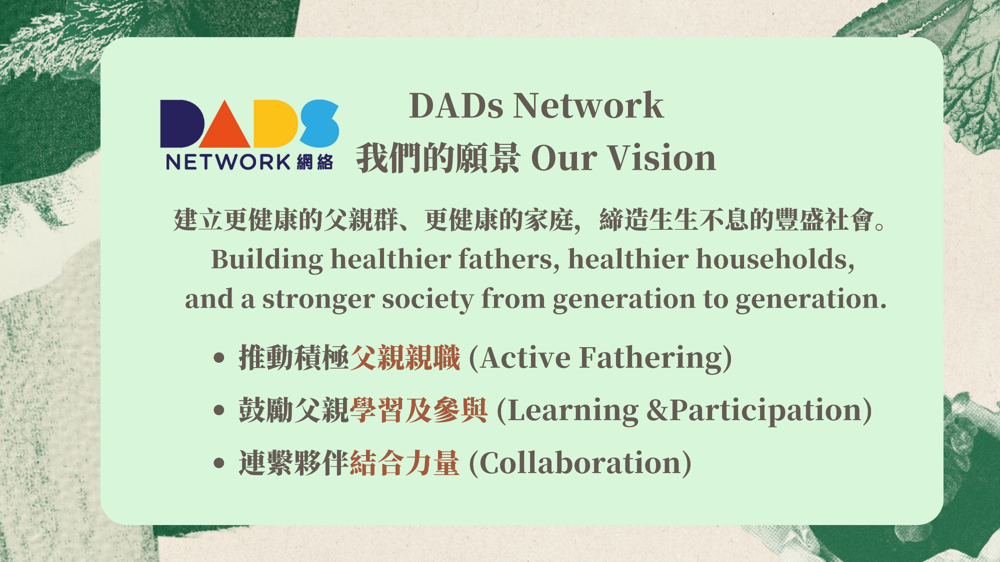 DADS
NETWORK 網絡
DADs Network
我們的願景 Our Vision
建立更健康的父親群、更健康的家庭，締造生生不息的豐盛社會。
Building healthier fathers, healthier households,
and a stronger society from generation to generation.
• 推動積極父親親職 (Active Fathering)
• 鼓勵父親學習及參與 (Learning &Participation)
• 連繫夥伴結合力量 (Collaboration)